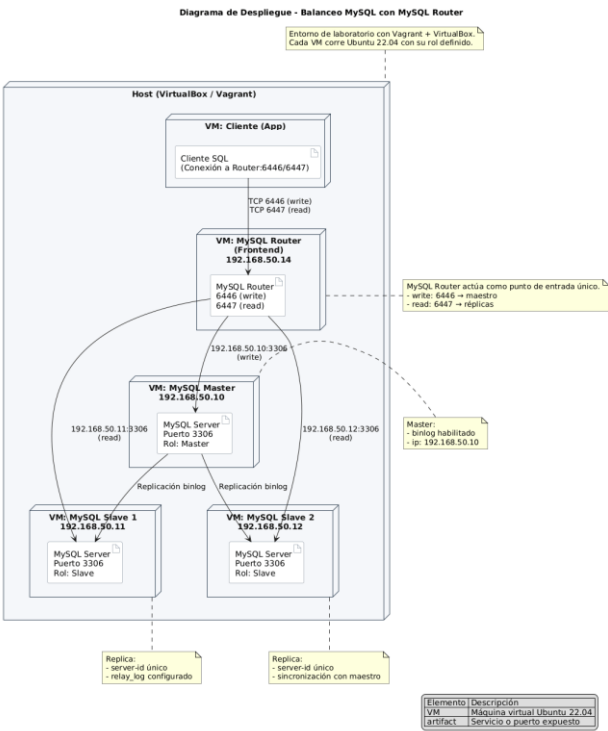 Diagrama de Despliegue - Balanceo MySQL con MySQL Router
Entorno de laboratorio con Vagrant + VirtualBox.
Cada VM corre Ubuntu 22.04 con su rol definido.
Host (VirtualBox / Vagrant)
VM: Cliente (App)
Cliente SQL
(Conexión a Router:6446/6447)
TCP 6446 (write)
TCP 6447 (read)
VM: MySQL Router
(Frontend)
192.168.50.14
MySQL Router
6446 (write)
6447 (read)
MySQL Router actúa como punto de entrada único.
- write: 6446 → maestro
- read: 6447 → réplicas
192.168.50.10:3306
(write)
VM: MySQL Master
192.168.50.10
MySQL Server
Puerto 3306
Rol: Master
192.168.50.11:3306
(read)
192.168.50.12:3306
(read)
Master:
- binlog habilitado
- ip: 192.168.50.10
Replicación binlog
Replicación binlog
VM: MySQL Slave 1
192.168.50.11
MySQL Server
Puerto 3306
Rol: Slave
VM: MySQL Slave 2
192.168.50.12
MySQL Server
Puerto 3306
Rol: Slave
Replica:
- server-id único
- relay_log configurado
Replica:
- server-id único
- sincronización con maestro
Elemento Descripción
VM Máquina virtual Ubuntu 22.04
artifact Servicio o puerto expuesto